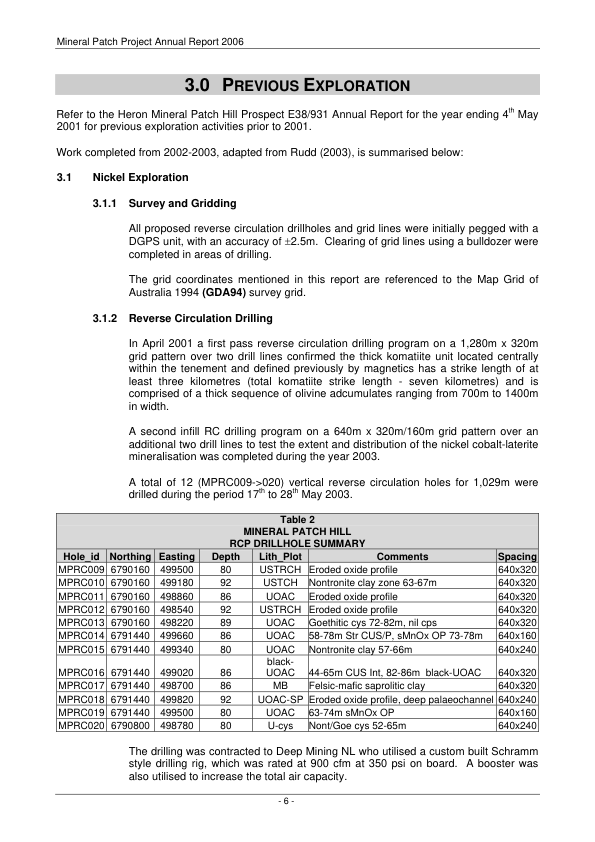 Mineral Patch Project Annual Report 2006
3.0 PREVIOUS EXPLORATION
Refer to the Heron Mineral Patch Hill Prospect E38/931 Annual Report for the year ending 4th May
2001 for previous exploration activities prior to 2001.
Work completed from 2002-2003, adapted from Rudd (2003), is summarised below:
3.1 Nickel Exploration
3.1.1 Survey and Gridding
All proposed reverse circulation drillholes and grid lines were initially pegged with a
DGPS unit, with an accuracy of ±2.5m. Clearing of grid lines using a bulldozer were
completed in areas of drilling.
The grid coordinates mentioned in this report are referenced to the Map Grid of
Australia 1994 (GDA94) survey grid.
3.1.2 Reverse Circulation Drilling
In April 2001 a first pass reverse circulation drilling program on a 1,280m x 320m
grid pattern over two drill lines confirmed the thick komatiite unit located centrally
within the tenement and defined previously by magnetics has a strike length of at
least three kilometres (total komatiite strike length - seven kilometres) and is
comprised of a thick sequence of olivine adcumulates ranging from 700m to 1400m
in width.
A second infill RC drilling program on a 640m x 320m/160m grid pattern over an
additional two drill lines to test the extent and distribution of the nickel cobalt-laterite
mineralisation was completed during the year 2003.
A total of 12 (MPRC009->020) vertical reverse circulation holes for 1,029m were
drilled during the period 17th to 28th May 2003.
Table 2
MINERAL PATCH HILL
RCP DRILLHOLE SUMMARY
Hole_id Northing Easting Depth Lith_Plot Comments Spacing
MPRC009 6790160 499500 80 USTRCH Eroded oxide profile 640x320
MPRC010 6790160 499180 92 USTCH Nontronite clay zone 63-67m 640x320
MPRC011 6790160 498860 86 UOAC Eroded oxide profile 640x320
MPRC012 6790160 498540 92 USTRCH Eroded oxide profile 640x320
MPRC013 6790160 498220 89 UOAC Goethitic cys 72-82m, nil cps 640x320
MPRC014 6791440 499660 86 UOAC 58-78m Str CUS/P, sMnOx OP 73-78m 640x160
MPRC015 6791440 499340 80 UOAC Nontronite clay 57-66m 640x240
black-
MPRC016 6791440 499020 86 UOAC 44-65m CUS Int, 82-86m black-UOAC 640x320
MPRC017 6791440 498700 86 MB Felsic-mafic saprolitic clay 640x320
MPRC018 6791440 499820 92 UOAC-SP Eroded oxide profile, deep palaeochannel 640x240
MPRC019 6791440 499500 80 UOAC 63-74m sMnOx OP 640x160
MPRC020 6790800 498780 80 U-cys Nont/Goe cys 52-65m 640x240
The drilling was contracted to Deep Mining NL who utilised a custom built Schramm
style drilling rig, which was rated at 900 cfm at 350 psi on board. A booster was
also utilised to increase the total air capacity.
- 6 -